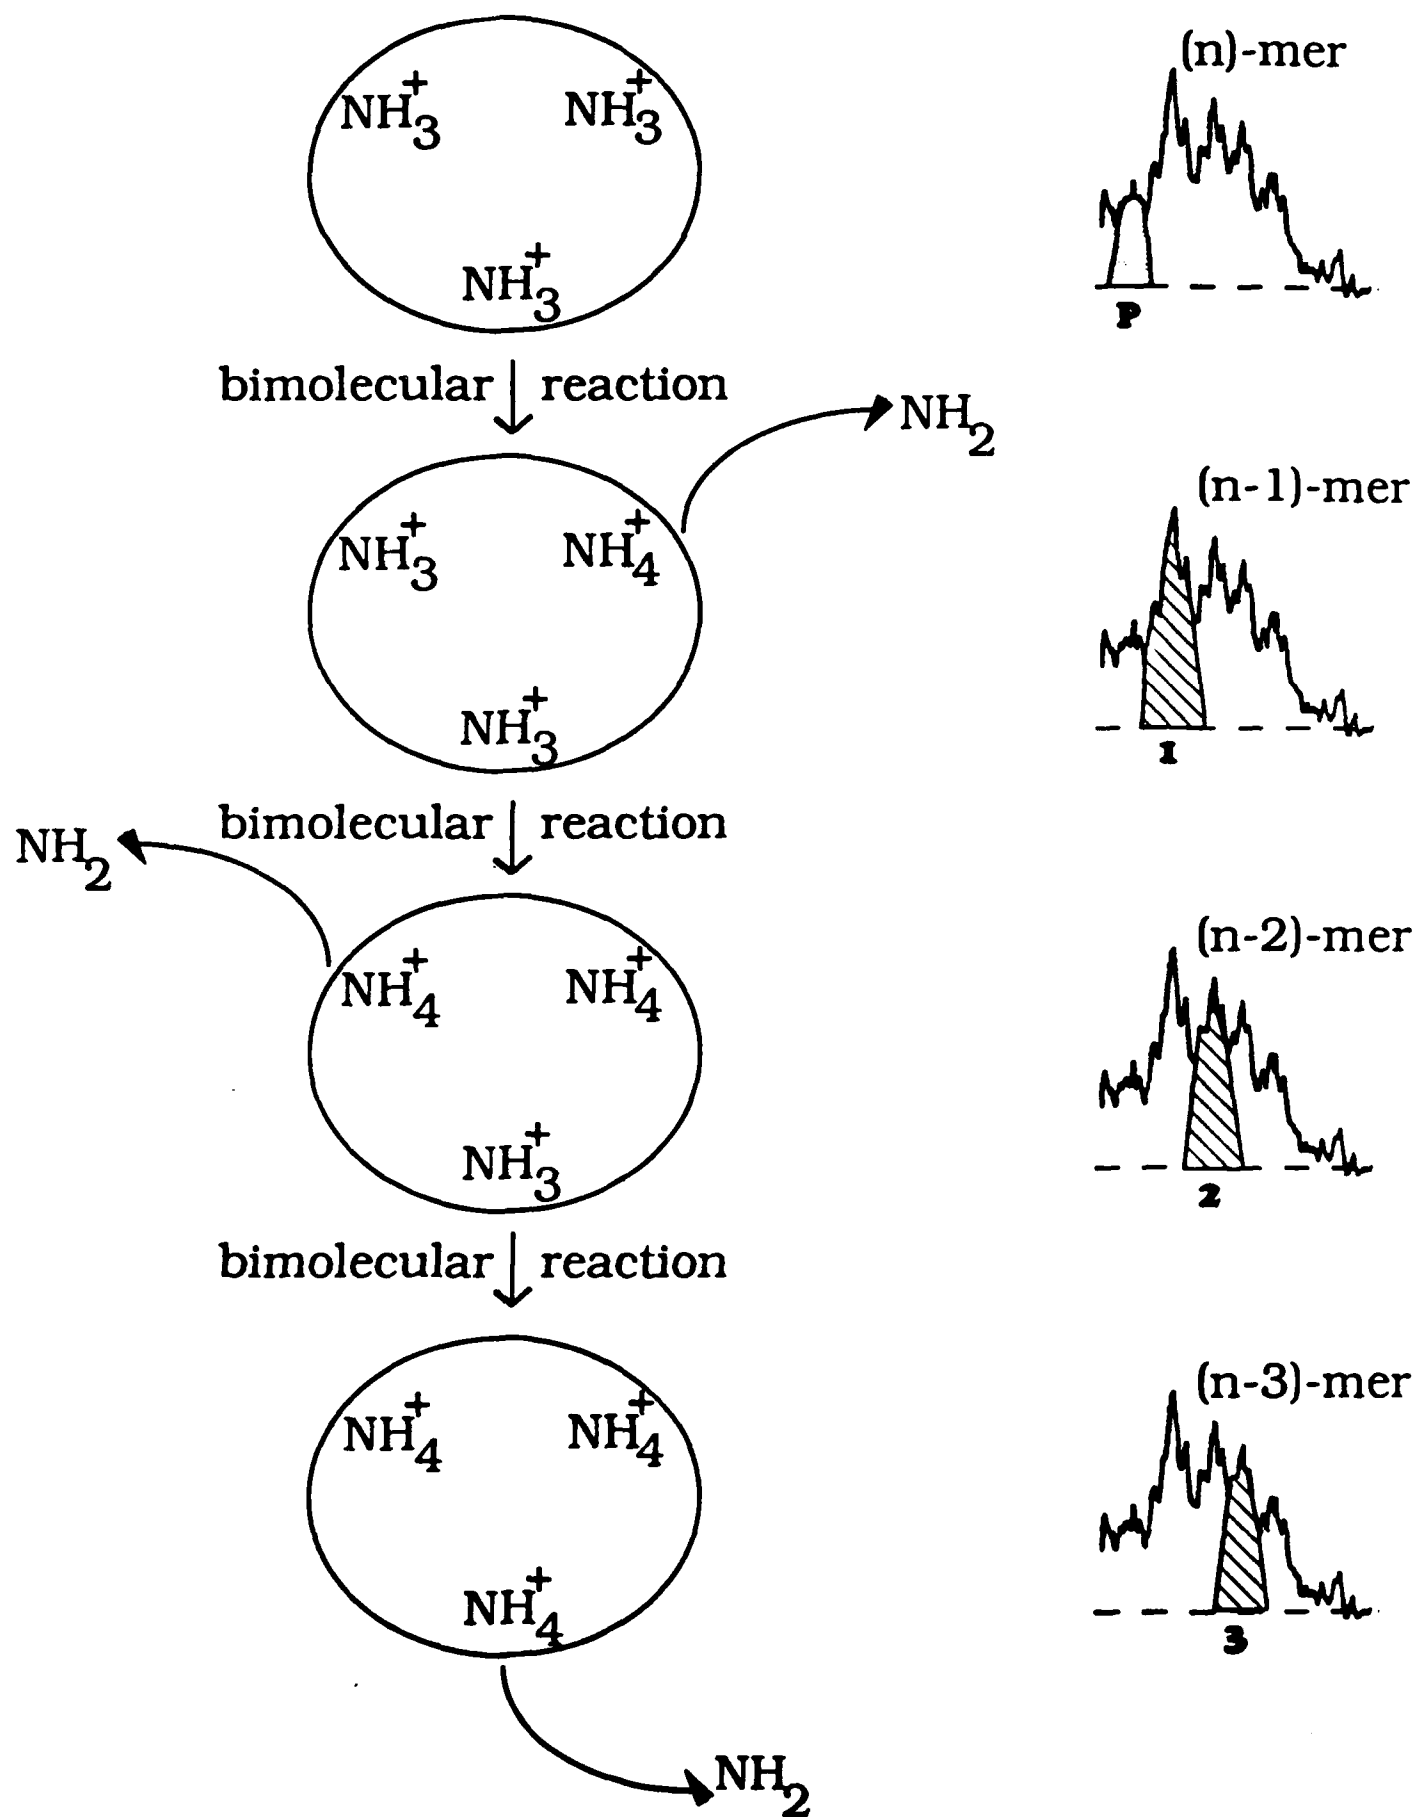 (n)-mer
NH3+ NH3+
NH3+
P
bimolecular reaction
NH2
(n-1)-mer
NH3+ NH4+
NH3+
1
bimolecular reaction
NH2
(n-2)-mer
NH4+ NH4+
NH3+
2
bimolecular reaction
(n-3)-mer
NH4+ NH4+
NH4+
3
NH2